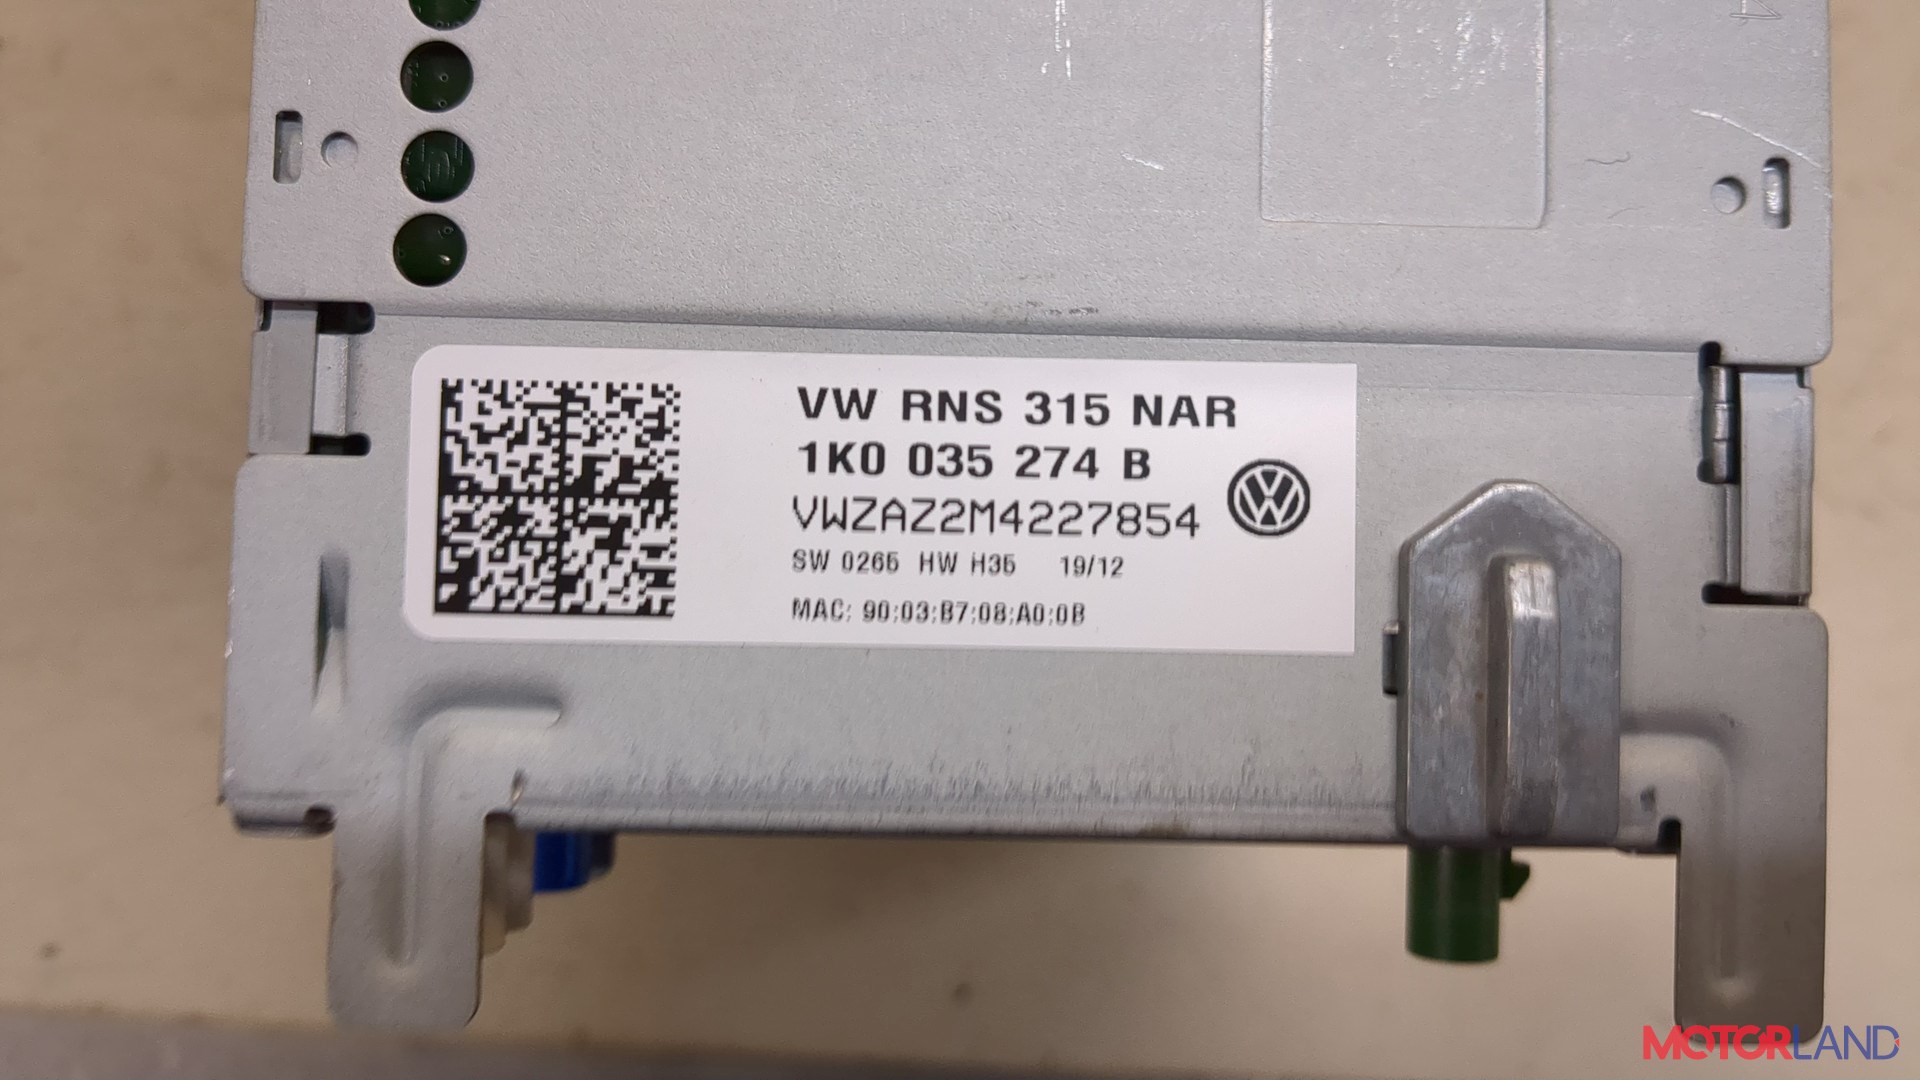 4
VW RNS 315 NAR
1K0 035 274 B
VWZAZ2M4227854
SW 0265 HW H35 19/12
MAC: 90:03:B7:08:A0:0B
MOTORLAND